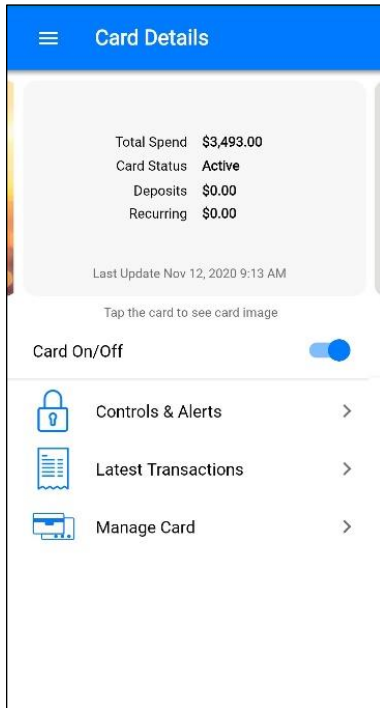 Card Details
Total Spend $3,493.00
Card Status Active
Deposits $0.00
Recurring $0.00
Last Update Nov 12, 2020 9:13 AM
Tap the card to see card image
Card On/Off
Controls & Alerts
Latest Transactions
Manage Card